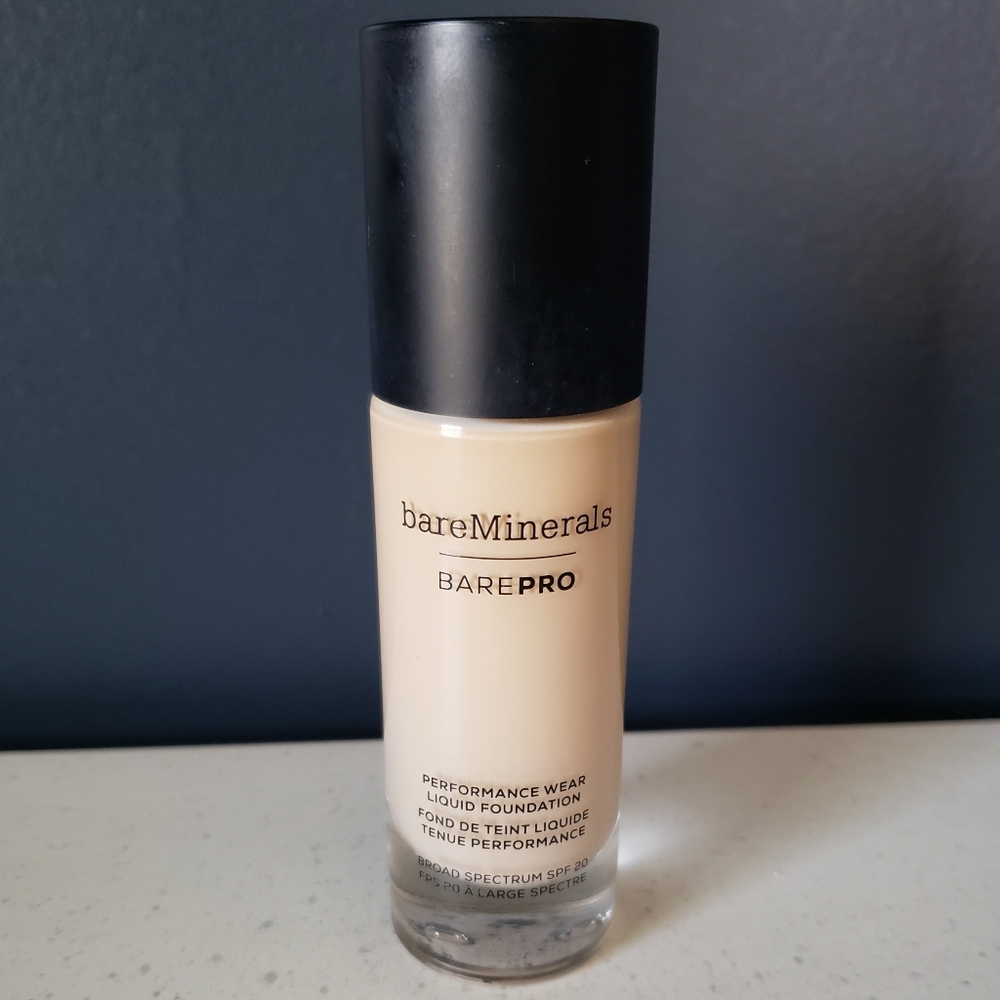 bareMinerals
BAREPRO
PERFORMANCE WEAR
LIQUID FOUNDATION
FOND DE TEINT LIQUIDE
TENUE PERFORMANCE
BROAD SPECTRUM SPF 20
FPS 20 À LARGE SPECTRE